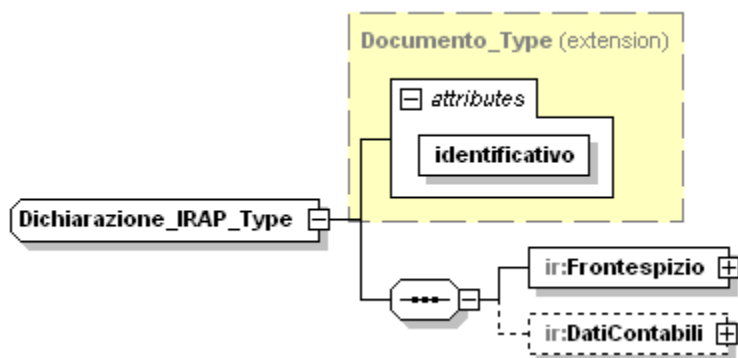 Documento_Type (extension)
attributes
identificativo
Dichiarazione_IRAP_Type
ir:Frontespizio
ir:DatiContabili